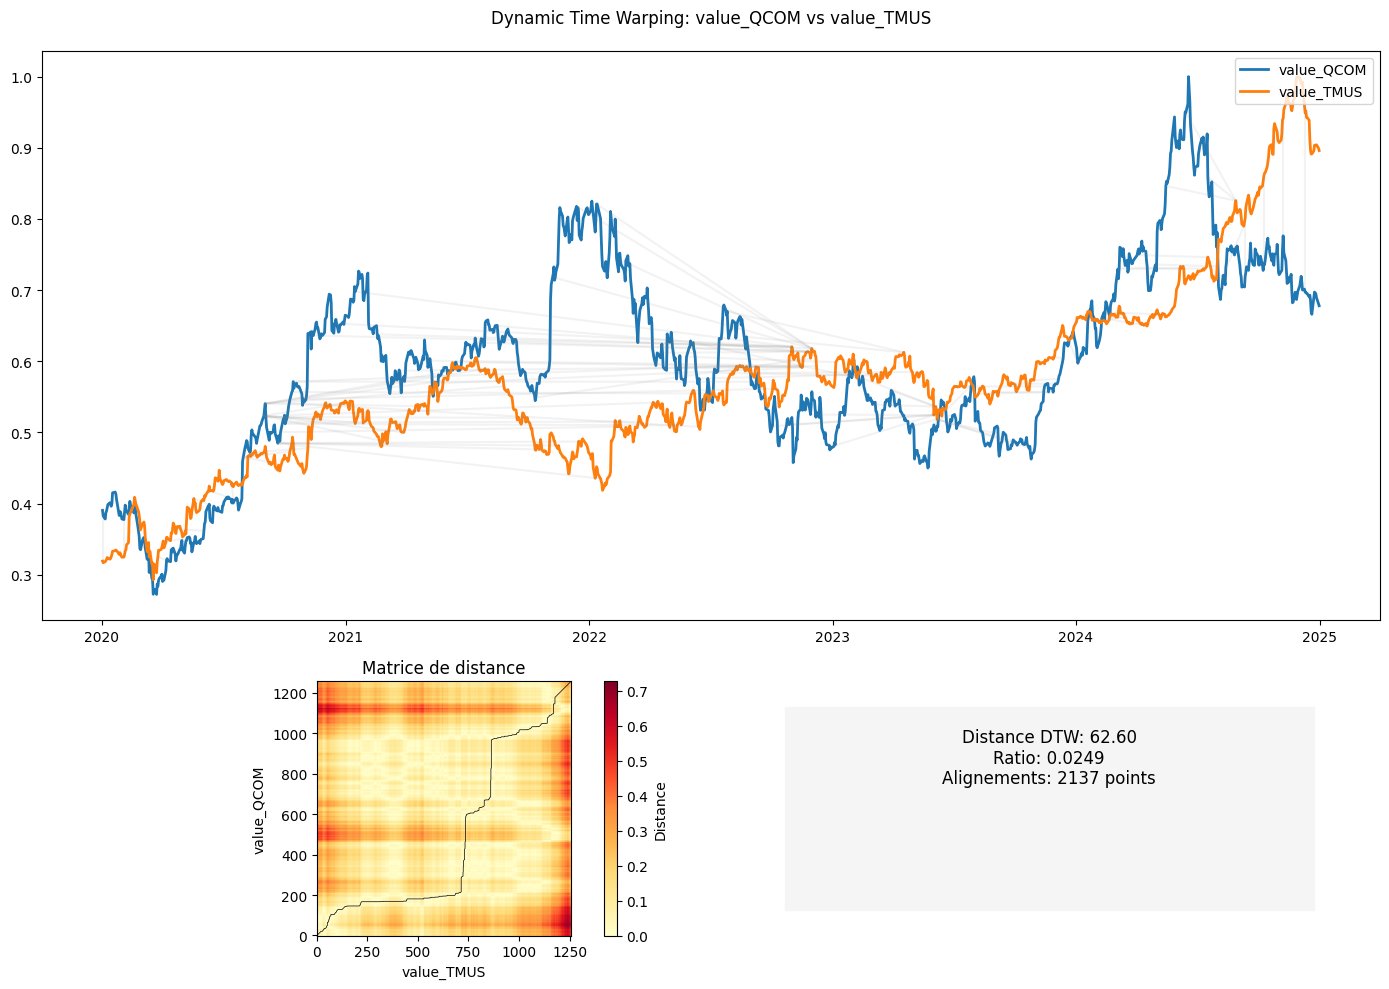 Dynamic Time Warping: value_QCOM vs value_TMUS
value_QCOM
value_TMUS
1.0
0.9
0.8
0.7
0.6
0.5
0.4
0.3
2020 2021 2022 2023 2024 2025
Matrice de distance
value_QCOM
1200
1000
800
600
400
200
0
0 250 500 750 1000 1250
value_TMUS
0.7
0.6
0.5
0.4
0.3
0.2
0.1
0.0
Distance
Distance DTW: 62.60
Ratio: 0.0249
Alignements: 2137 points